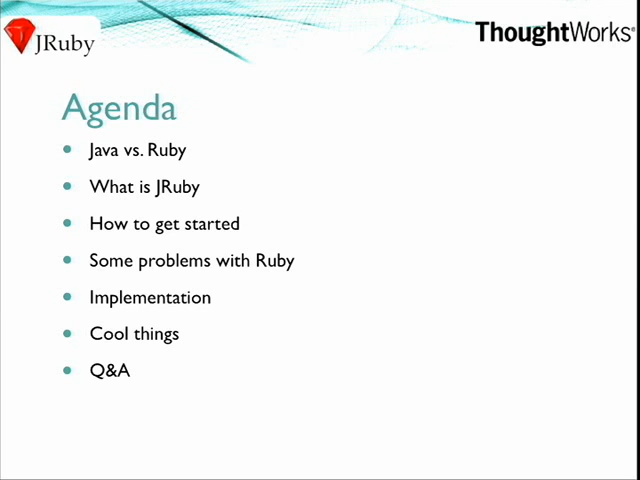 JRuby
ThoughtWorks®
Agenda
Java vs. Ruby
What is JRuby
How to get started
Some problems with Ruby
Implementation
Cool things
Q&A